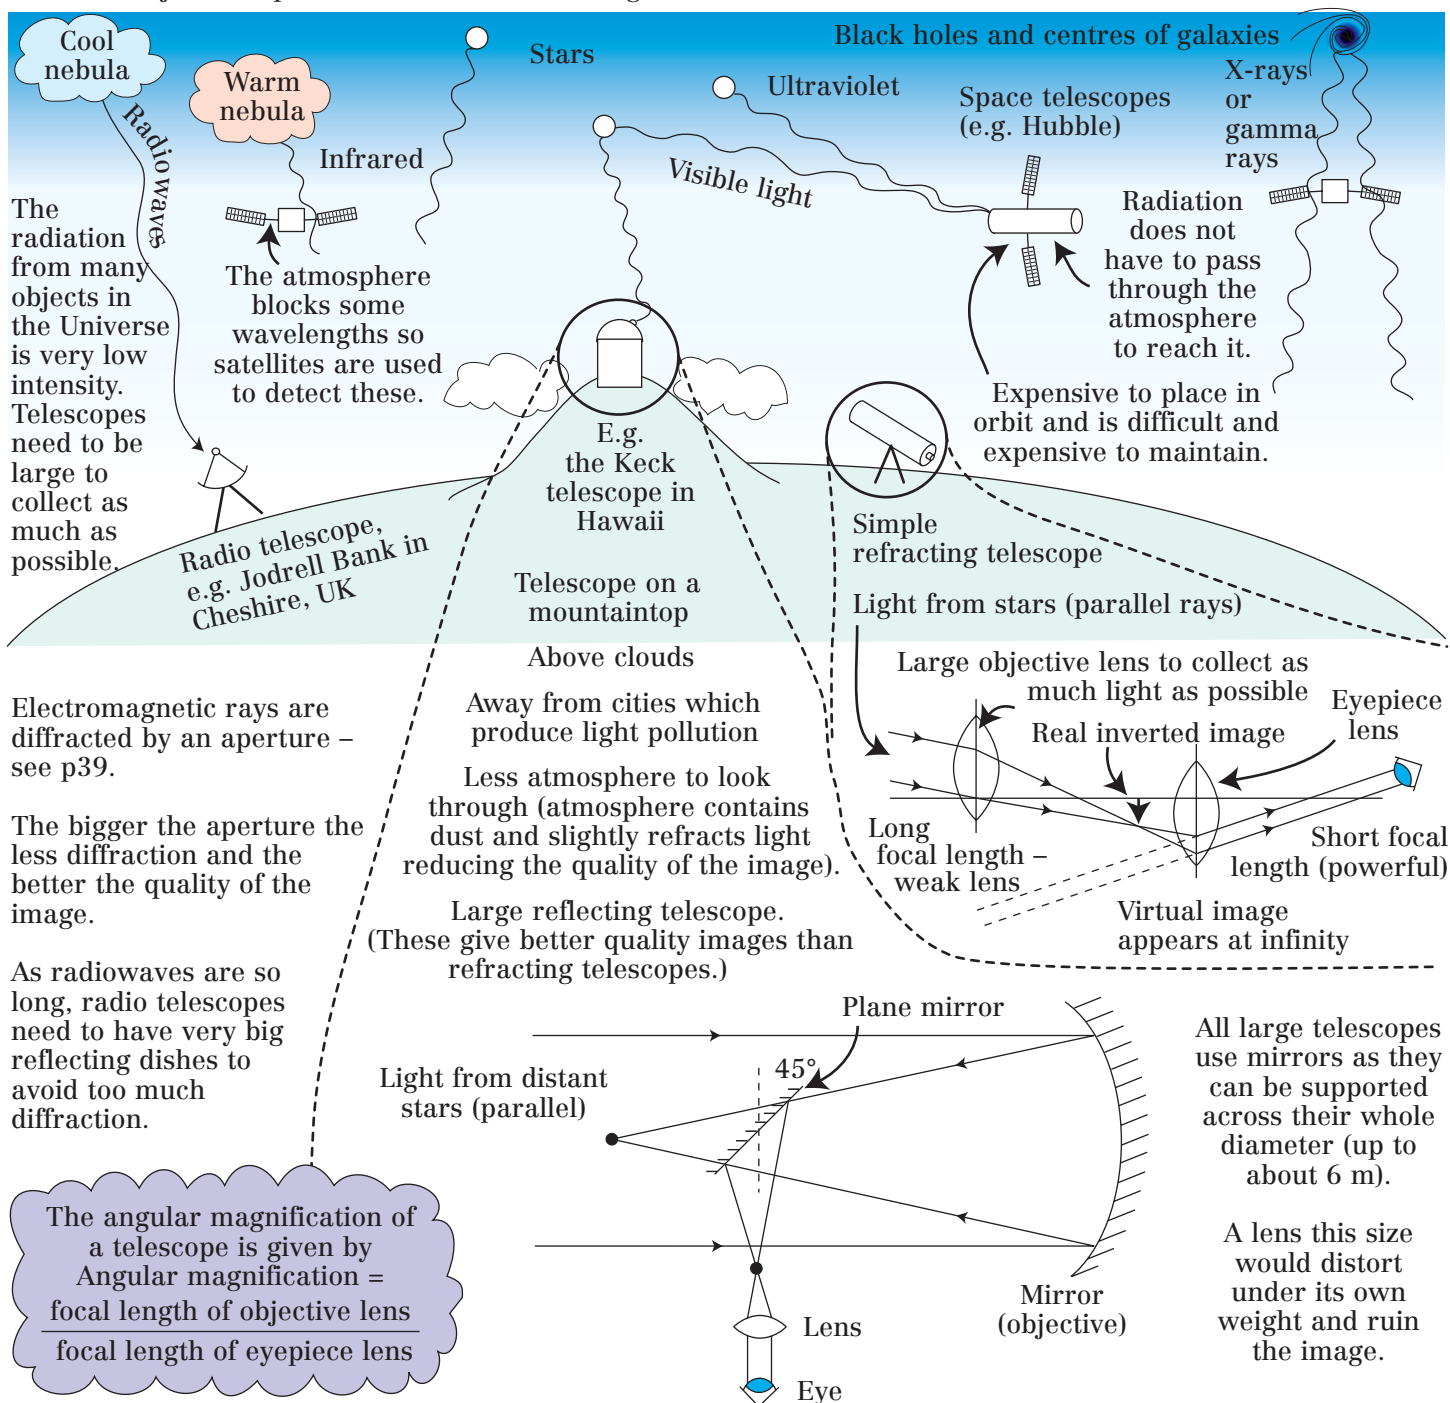 Cool
nebula
Warm
nebula
Radiowaves
Infrared
Stars
Ultraviolet
Visible light
Space telescopes
(e.g. Hubble)
Black holes and centres of galaxies
X-rays
or
gamma
rays
The
radiation
from many
objects in
the Universe
is very low
intensity.
Telescopes
need to be
large to
collect as
much as
possible.
The atmosphere
blocks some
wavelengths so
satellites are used
to detect these.
Radiation
does not
have to pass
through the
atmosphere
to reach it.
Expensive to place in
orbit and is difficult and
expensive to maintain.
Radio telescope,
e.g. Jodrell Bank in
Cheshire, UK
E.g.
the Keck
telescope in
Hawaii
Telescope on a
mountaintop
Above clouds
Away from cities which
produce light pollution
Less atmosphere to look
through (atmosphere contains
dust and slightly refracts light
reducing the quality of the image).
Large reflecting telescope.
(These give better quality images than
refracting telescopes.)
Simple
refracting telescope
Light from stars (parallel rays)
Large objective lens to collect as
much light as possible
Real inverted image
Eyepiece
lens
Long
focal length –
weak lens
Short focal
length (powerful)
Virtual image
appears at infinity
Electromagnetic rays are
diffracted by an aperture –
see p39.
The bigger the aperture the
less diffraction and the
better the quality of the
image.
As radiowaves are so
long, radio telescopes
need to have very big
reflecting dishes to
avoid too much
diffraction.
The angular magnification of
a telescope is given by
Angular magnification =
focal length of objective lens
focal length of eyepiece lens
Plane mirror
45°
Light from distant
stars (parallel)
Lens
Eye
Mirror
(objective)
All large telescopes
use mirrors as they
can be supported
across their whole
diameter (up to
about 6 m).
A lens this size
would distort
under its own
weight and ruin
the image.